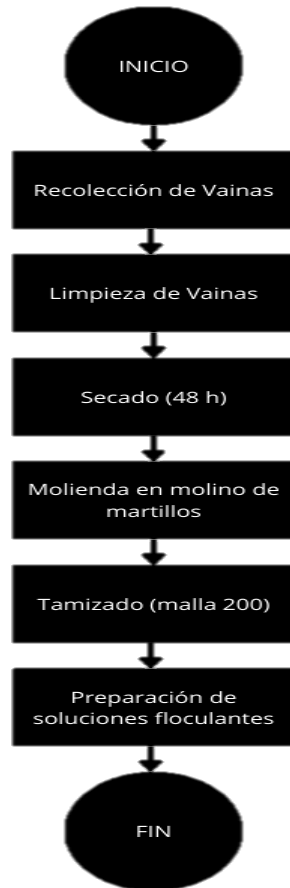 INICIO
Recolección de Vainas
Limpieza de Vainas
Secado (48 h)
Molienda en molino de
martillos
Tamizado (malla 200)
Preparación de
soluciones floculantes
FIN